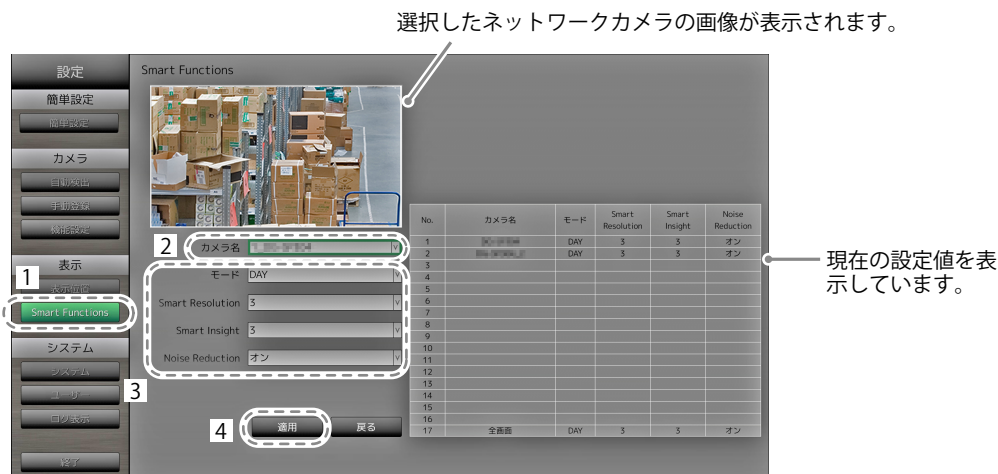 選択したネットワークカメラの画像が表示されます。
設定
簡単設定
簡単設定
カメラ
自動検出
手動登録
機能設定
表示
1
表示位置
Smart Functions
システム
システム
ユーザー
ログ表示
終了
Smart Functions
2
カメラ名
モード DAY
Smart Resolution 3
Smart Insight 3
Noise Reduction オン
3
4
適用 戻る
No. カメラ名 モード Smart Resolution Smart Insight Noise Reduction
1 DAY 3 3 オン
2 DAY 3 3 オン
3
4
5
6
7
8
9
10
11
12
13
14
15
16
17 全画面 DAY 3 3 オン
現在の設定値を表
示しています。